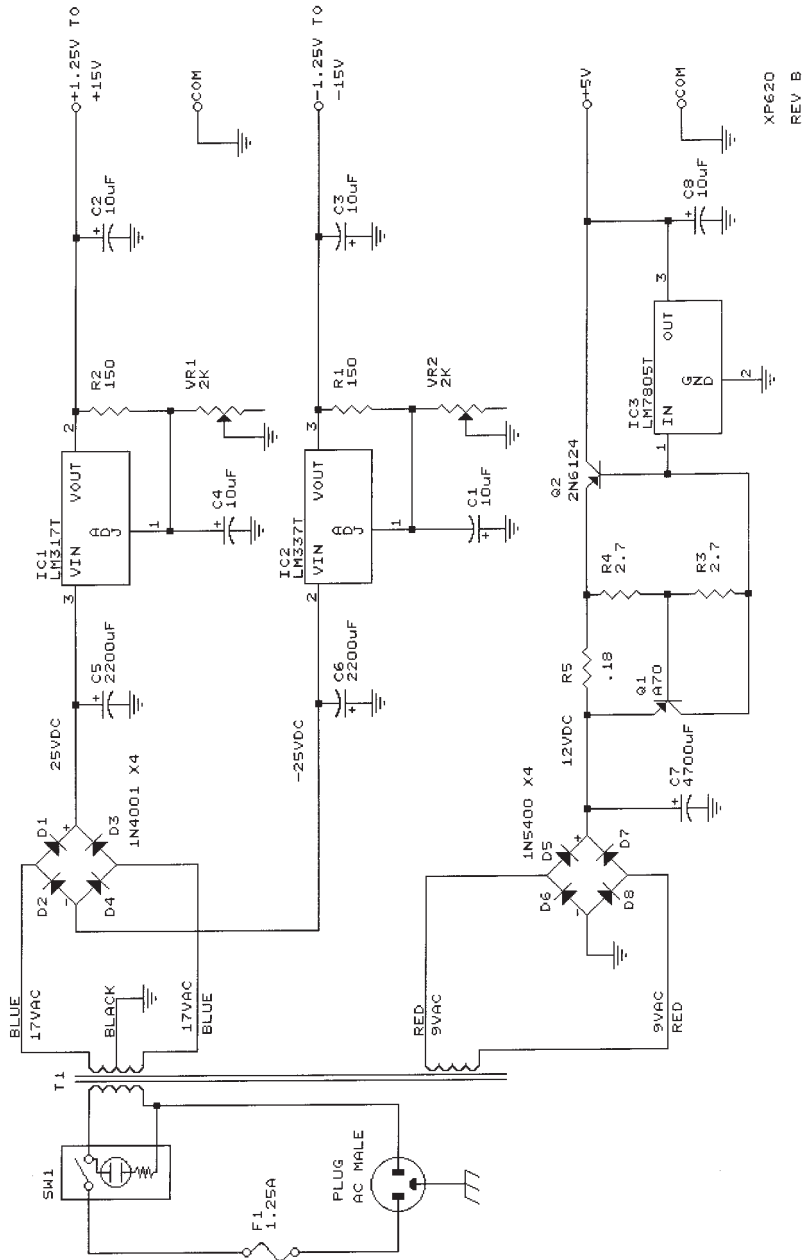 SW1
F1
1.25A
PLUG
AC MALE
T1
BLUE
17VAC
BLACK
17VAC
BLUE
D2
D1
D4
D3
-
+
1N4001 X4
25VDC
+
C5
2200uF
IC1
LM317T
3
VIN
VOUT
2
ADJ
1
+
C4
10uF
R2
150
VR1
2K
+
C2
10uF
+1.25V TO
+15V
COM
-25VDC
C6
2200uF
+
IC2
LM337T
2
VIN
VOUT
3
ADJ
1
C1
10uF
+
R1
150
VR2
2K
C3
10uF
+
-1.25V TO
-15V
RED
9VAC
9VAC
RED
1N5400 X4
D6
D5
D8
D7
-
+
12VDC
+
C7
4700uF
R5
.18
Q1
A70
R4
2.7
R3
2.7
Q2
2N6124
IC3
LM7805T
1
IN
OUT
3
GND
2
+
C8
10uF
+5V
COM
XP620
REV B